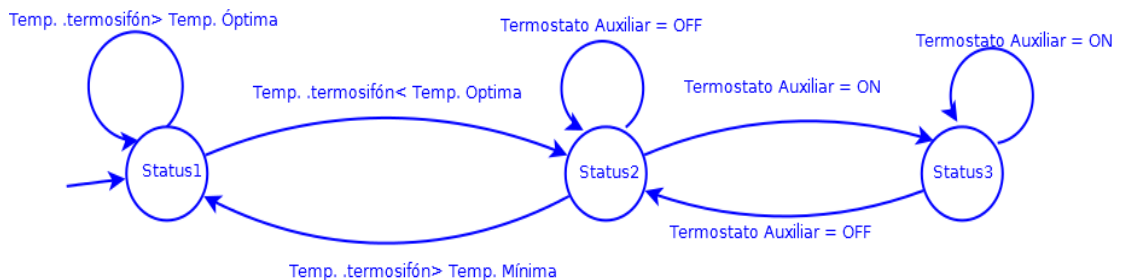 Temp. .termosifón> Temp. Óptima
Termostato Auxiliar = OFF
Termostato Auxiliar = ON
Temp. .termosifón< Temp. Optima
Termostato Auxiliar = ON
Status1
Status2
Status3
Termostato Auxiliar = OFF
Temp. .termosifón> Temp. Mínima